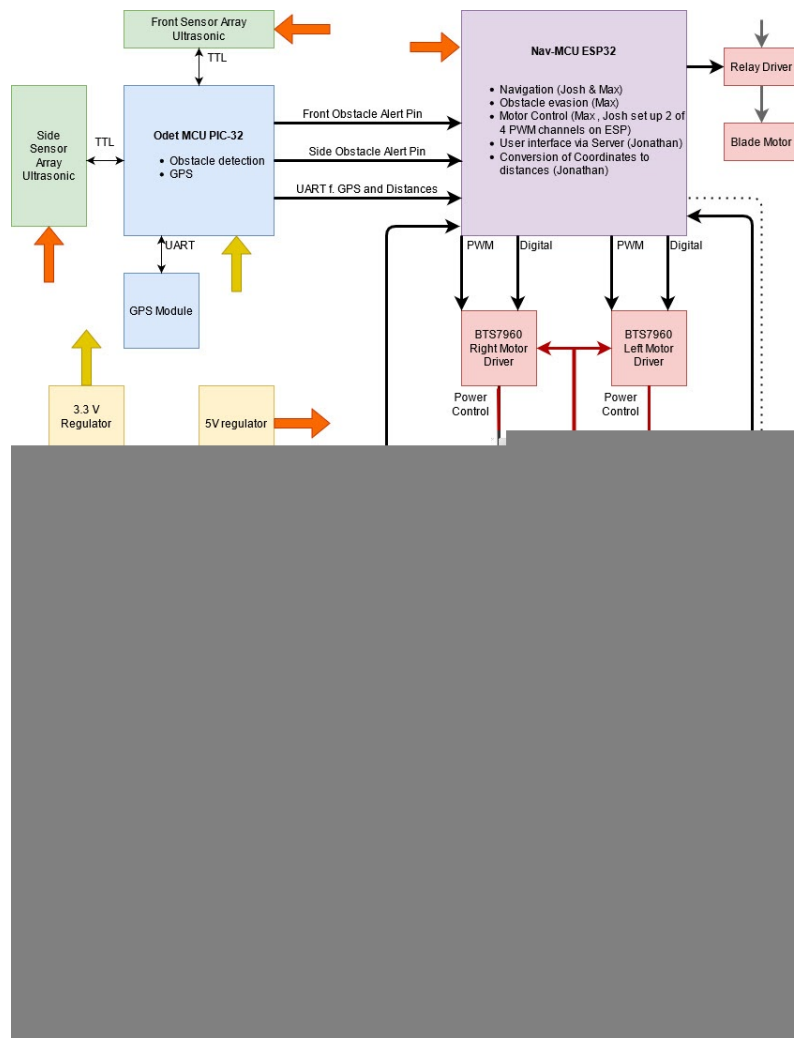 Front Sensor Array
Ultrasonic
TTL
Side
Sensor
Array
Ultrasonic
TTL
Odet MCU PIC-32
• Obstacle detection
• GPS
UART
GPS Module
Front Obstacle Alert Pin
Side Obstacle Alert Pin
UART f. GPS and Distances
Nav-MCU ESP32
• Navigation (Josh & Max)
• Obstacle evasion (Max)
• Motor Control (Max , Josh set up 2 of
4 PWM channels on ESP)
• User interface via Server (Jonathan)
• Conversion of Coordinates to
distances (Jonathan)
Relay Driver
Blade Motor
PWM
Digital
PWM
Digital
BTS7960
Right Motor
Driver
BTS7960
Left Motor
Driver
Power
Control
Power
Control
3.3 V
Regulator
5V regulator